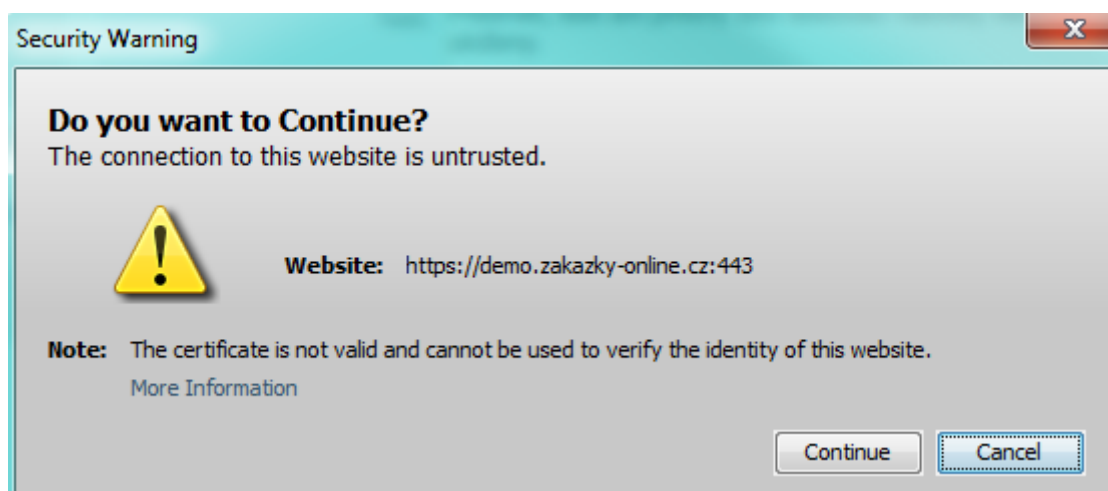 Security Warning
Do you want to Continue?
The connection to this website is untrusted.
Website: https://demo.zakazky-online.cz:443
Note: The certificate is not valid and cannot be used to verify the identity of this website.
More Information
Continue Cancel